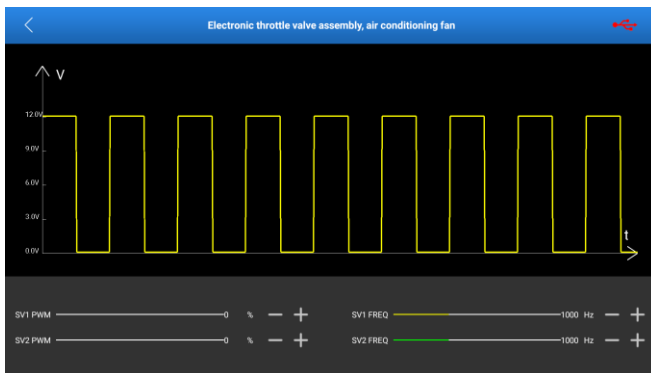 Electronic throttle valve assembly, air conditioning fan
V
12.0V
9.0V
6.0V
3.0V
0.0V
t
SV1 PWM 0 % SV1 FREQ 1000 Hz
SV2 PWM 0 % SV2 FREQ 1000 Hz